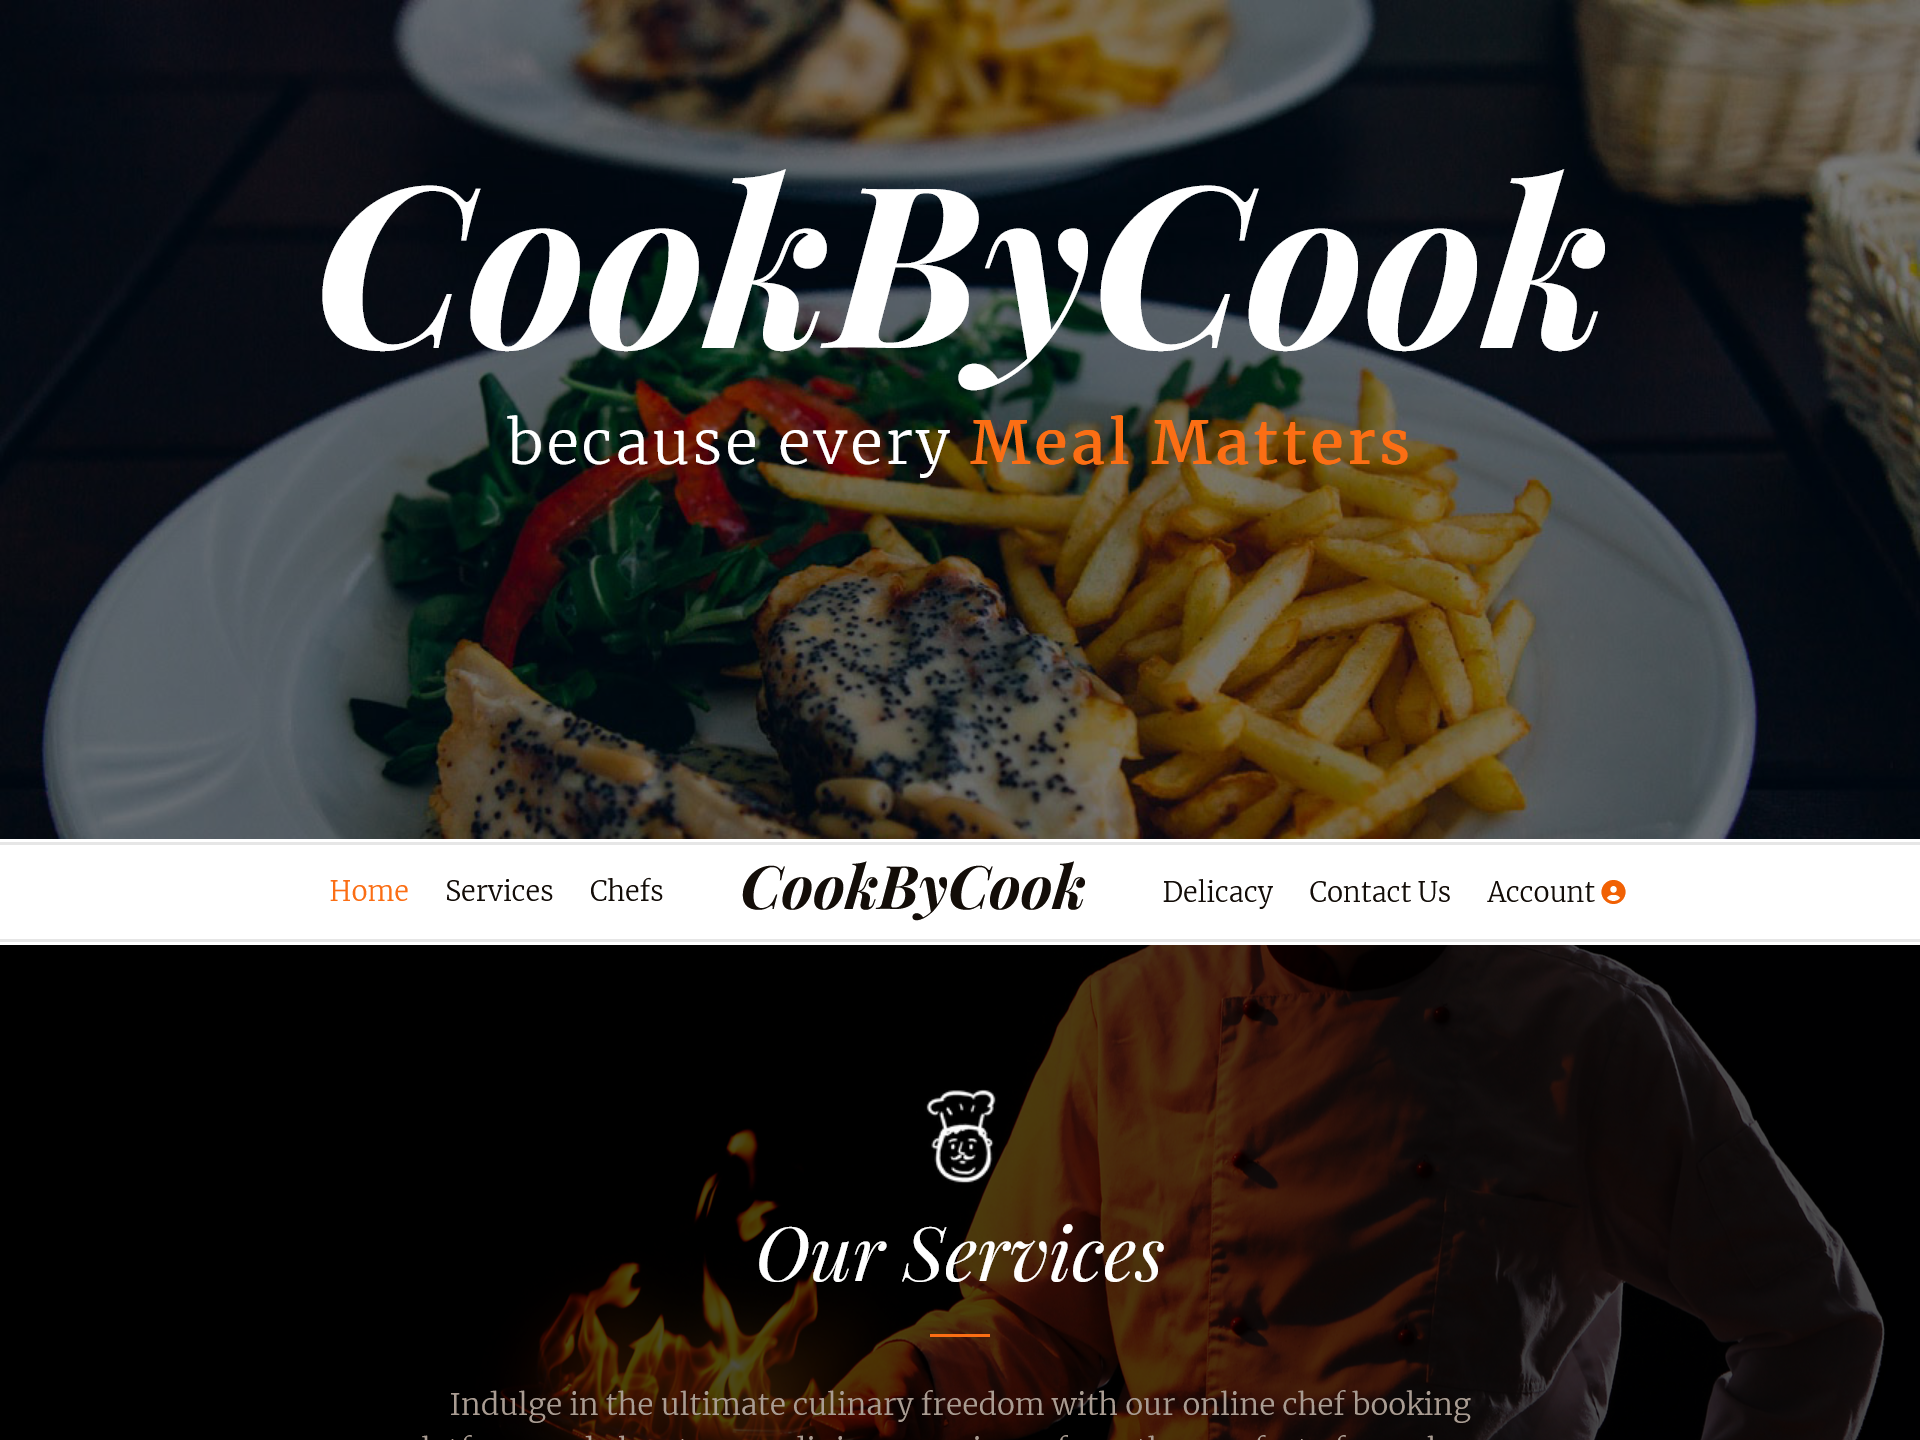 CookByCook
because every Meal Matters
Home Services Chefs CookByCook Delicacy Contact Us Account
Our Services
Indulge in the ultimate culinary freedom with our online chef booking